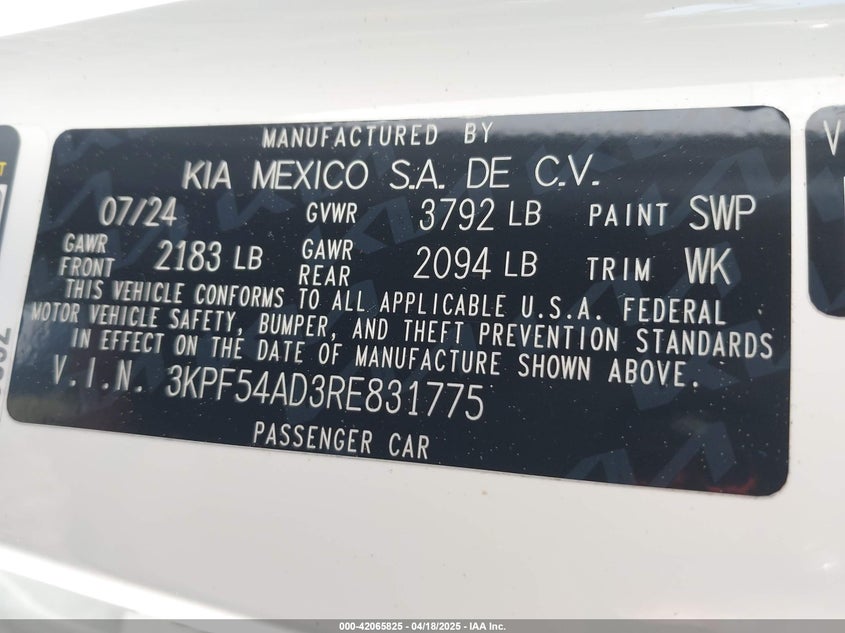 MANUFACTURED BY
KIA MEXICO S.A. DE C.V.
07/24 GVWR 3792 LB PAINT SWP
GAWR FRONT 2183 LB GAWR REAR 2094 LB TRIM WK
THIS VEHICLE CONFORMS TO ALL APPLICABLE U.S.A. FEDERAL
MOTOR VEHICLE SAFETY, BUMPER, AND THEFT PREVENTION STANDARDS
IN EFFECT ON THE DATE OF MANUFACTURE SHOWN ABOVE.
V.I.N. 3KPF54AD3RE831775
PASSENGER CAR
000-42065825 - 04/18/2025 - IAA Inc.